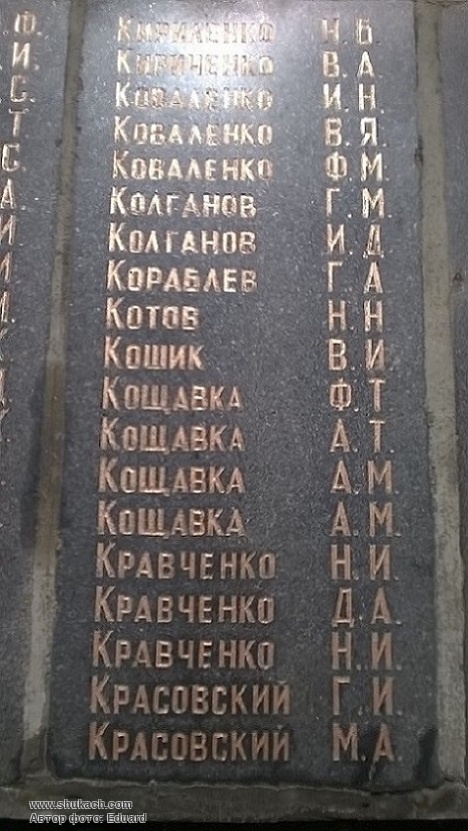 Ф.
И.
С.
Т
С
А
И
И
М.
К
И
Кириленко Н. Б.
Кириченко В. А.
Коваленко И. Н.
Коваленко В. Я.
Коваленко Ф. М.
Колганов Г. М.
Колганов И. Д.
Кораблев Г. А.
Котов Н. Н.
Кошик В. И.
Кощавка Ф. Т.
Кощавка А. Т.
Кощавка А. М.
Кощавка А. М.
Кравченко Н. И.
Кравченко Д. А.
Кравченко Н. И.
Красовский Г. И.
Красовский М. А.
www.shukach.com
Автор фото: Eduard